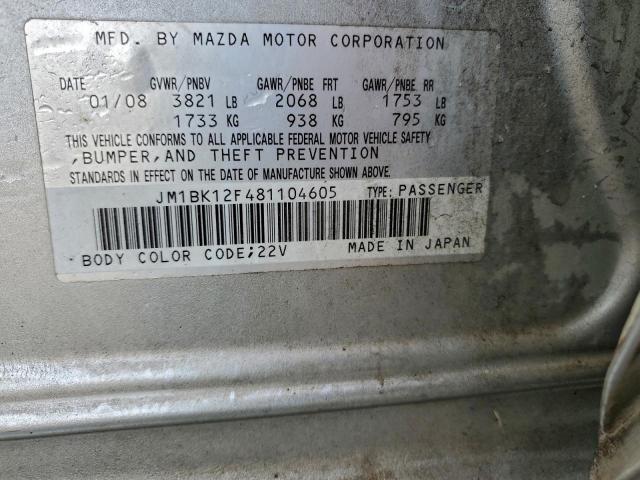 MFD. BY MAZDA MOTOR CORPORATION
DATE GVWR/PNBV GAWR/PNBE FRT GAWR/PNBE RR
01/08 3821 LB 2068 LB 1753 LB
1733 KG 938 KG 795 KG
THIS VEHICLE CONFORMS TO ALL APPLICABLE FEDERAL MOTOR VEHICLE SAFETY
,BUMPER,AND THEFT PREVENTION
STANDARDS IN EFFECT ON THE DATE OF MANUFACTURE SHOWN ABOVE.
JM1BK12F481104605 TYPE: PASSENGER
BODY COLOR CODE;22V MADE IN JAPAN